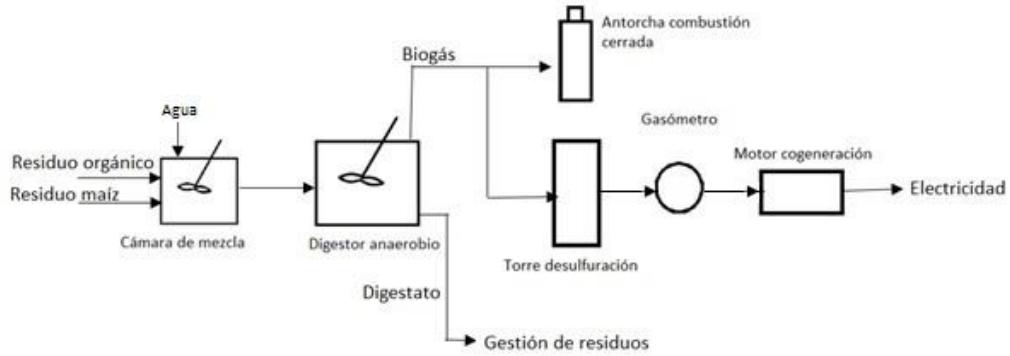 Antorcha combustión
cerrada
Biogás
Gasómetro
Agua
Motor cogeneración
Residuo orgánico
Residuo maíz
Electricidad
Cámara de mezcla
Digestor anaerobio
Torre desulfuración
Digestato
Gestión de residuos